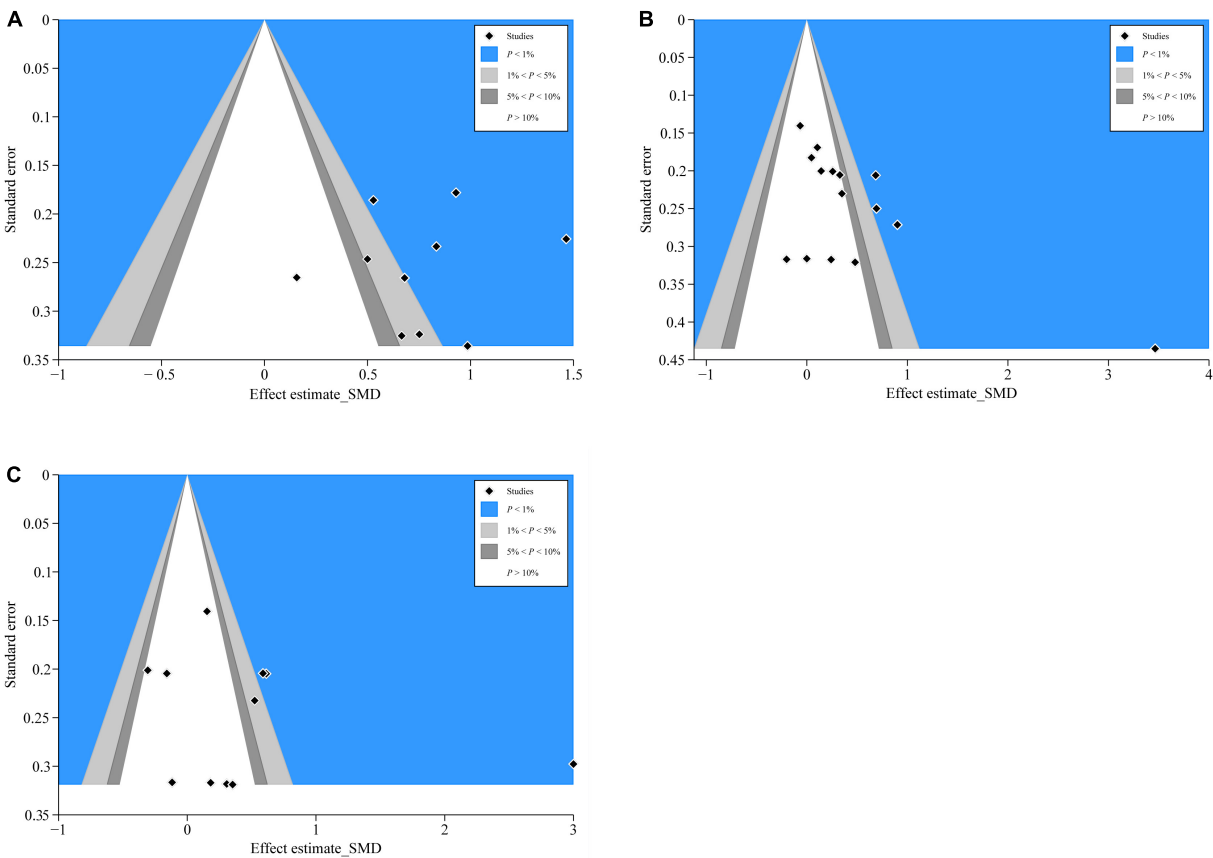 A
0
0.05
0.1
0.15
0.2
0.25
0.3
0.35
Standard error
−1
− 0.5
0
0.5
1
1.5
Effect estimate_SMD
Studies
P < 1%
1% < P < 5%
5% < P < 10%
P > 10%
B
0
0.05
0.1
0.15
0.2
0.25
0.3
0.35
0.4
0.45
Standard error
−1
0
1
2
3
4
Effect estimate_SMD
Studies
P < 1%
1% < P < 5%
5% < P < 10%
P > 10%
C
0
0.05
0.1
0.15
0.2
0.25
0.3
0.35
Standard error
−1
0
1
2
3
Effect estimate_SMD
Studies
P < 1%
1% < P < 5%
5% < P < 10%
P > 10%